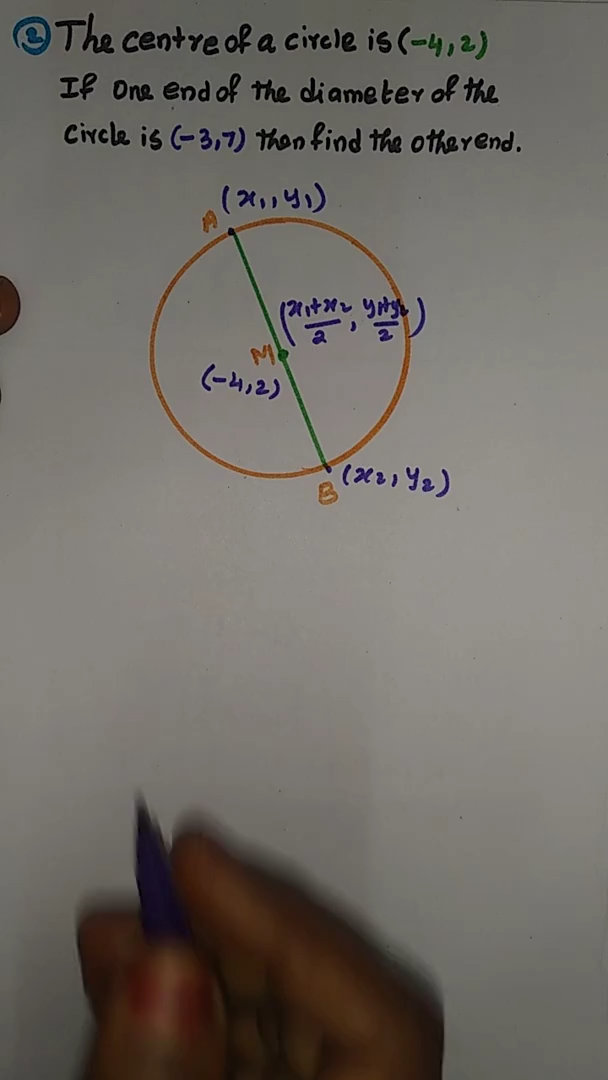 ② The centre of a circle is (-4, 2)
If One end of the diameter of the
Circle is (-3,7) then find the other end.
(x₁, y₁)
A
(x₁+x₂/2, y₁+y₂/2)
M
(-4,2)
B (x₂, y₂)